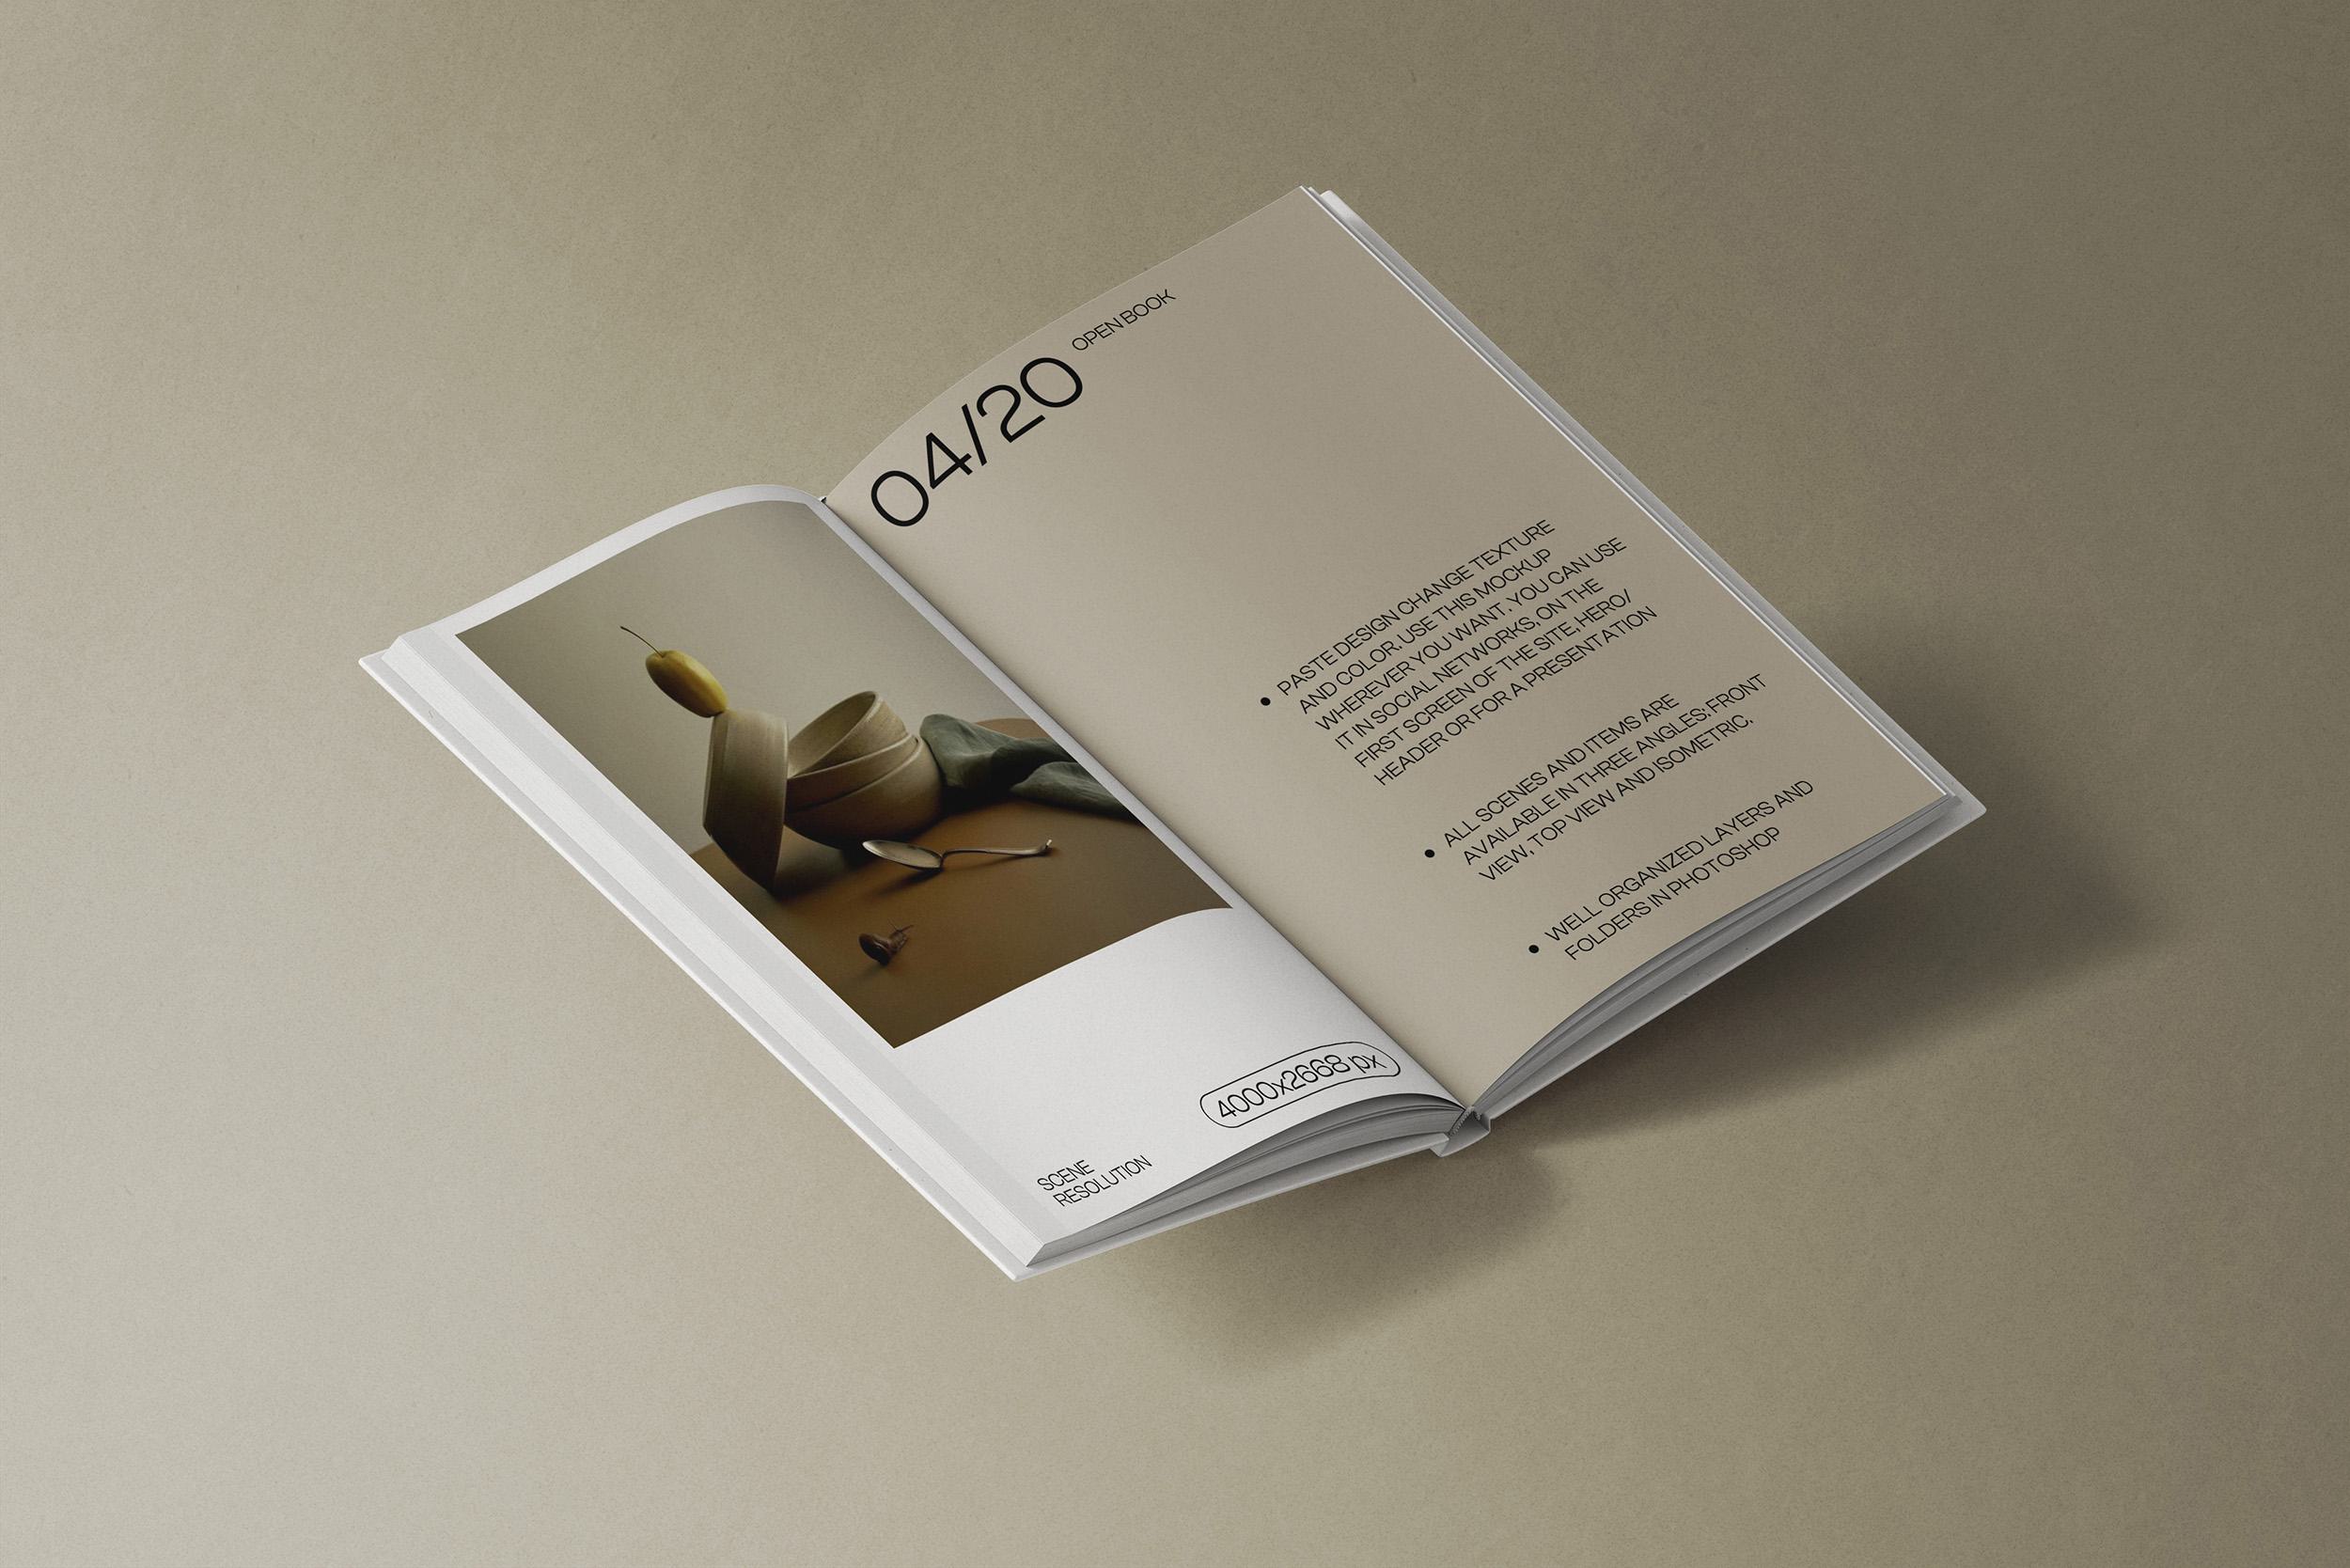 4000x2668 px
SCENE
RESOLUTION
04/20
OPEN BOOK
• PASTE DESIGN CHANGE TEXTURE
AND COLOR. USE THIS MOCKUP
WHEREVER YOU WANT. YOU CAN USE
IT IN SOCIAL NETWORKS, ON THE
FIRST SCREEN OF THE SITE, HERO/
HEADER OR FOR A PRESENTATION
• ALL SCENES AND ITEMS ARE
AVAILABLE IN THREE ANGLES: FRONT
VIEW, TOP VIEW AND ISOMETRIC.
• WELL ORGANIZED LAYERS AND
FOLDERS IN PHOTOSHOP